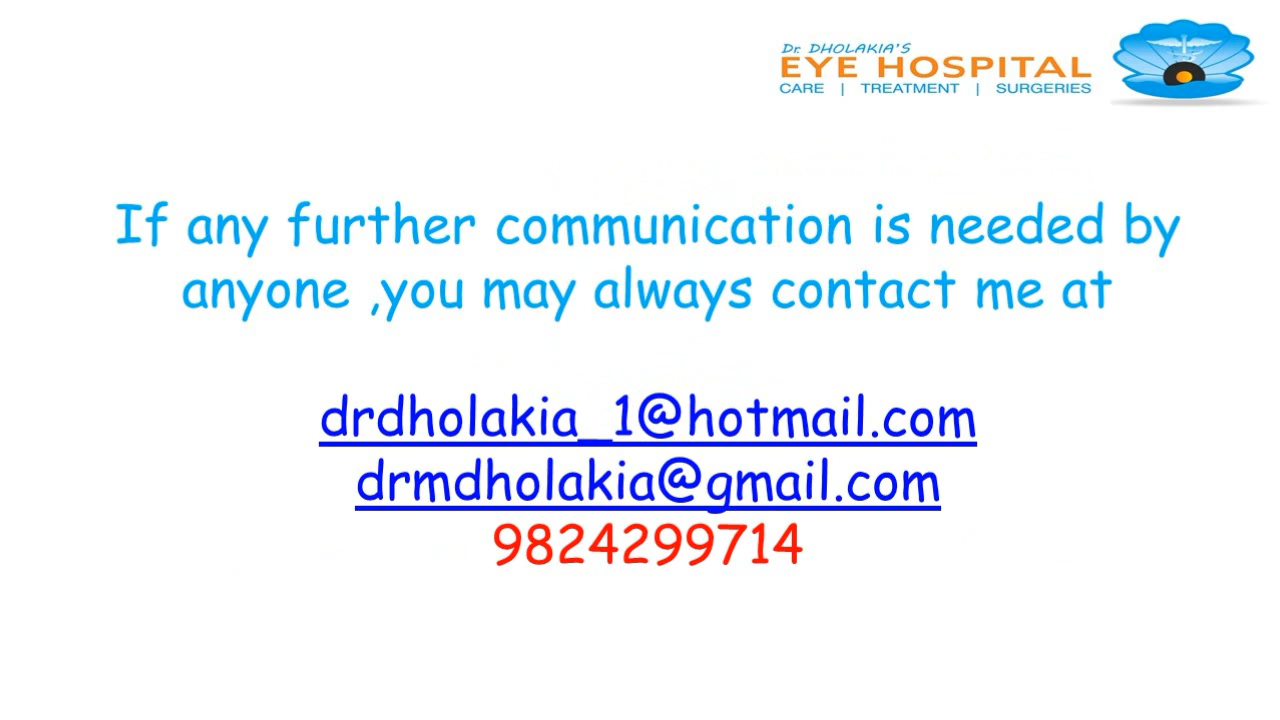 Dr. DHOLAKIA'S
EYE HOSPITAL
CARE | TREATMENT | SURGERIES
If any further communication is needed by
anyone ,you may always contact me at
drdholakia_1@hotmail.com
drmdholakia@gmail.com
9824299714